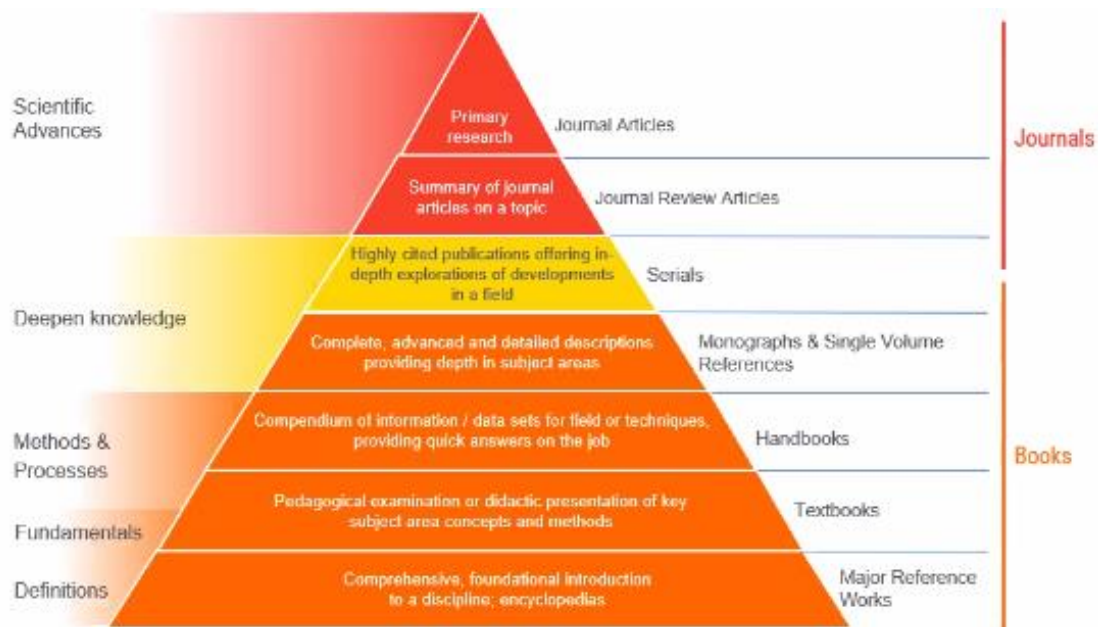 Scientific
Advances
Primary
research
Journal Articles
Journals
Summary of journal
articles on a topic
Journal Review Articles
Highly cited publications offering in-
depth explorations of developments
in a field
Serials
Deepen knowledge
Complete, advanced and detailed descriptions
providing depth in subject areas
Monographs & Single Volume
References
Methods &
Processes
Compendium of information / data sets for field or techniques,
providing quick answers on the job
Handbooks
Books
Fundamentals
Pedagogical examination or didactic presentation of key
subject area concepts and methods
Textbooks
Definitions
Comprehensive, foundational introduction
to a discipline; encyclopedias
Major Reference
Works